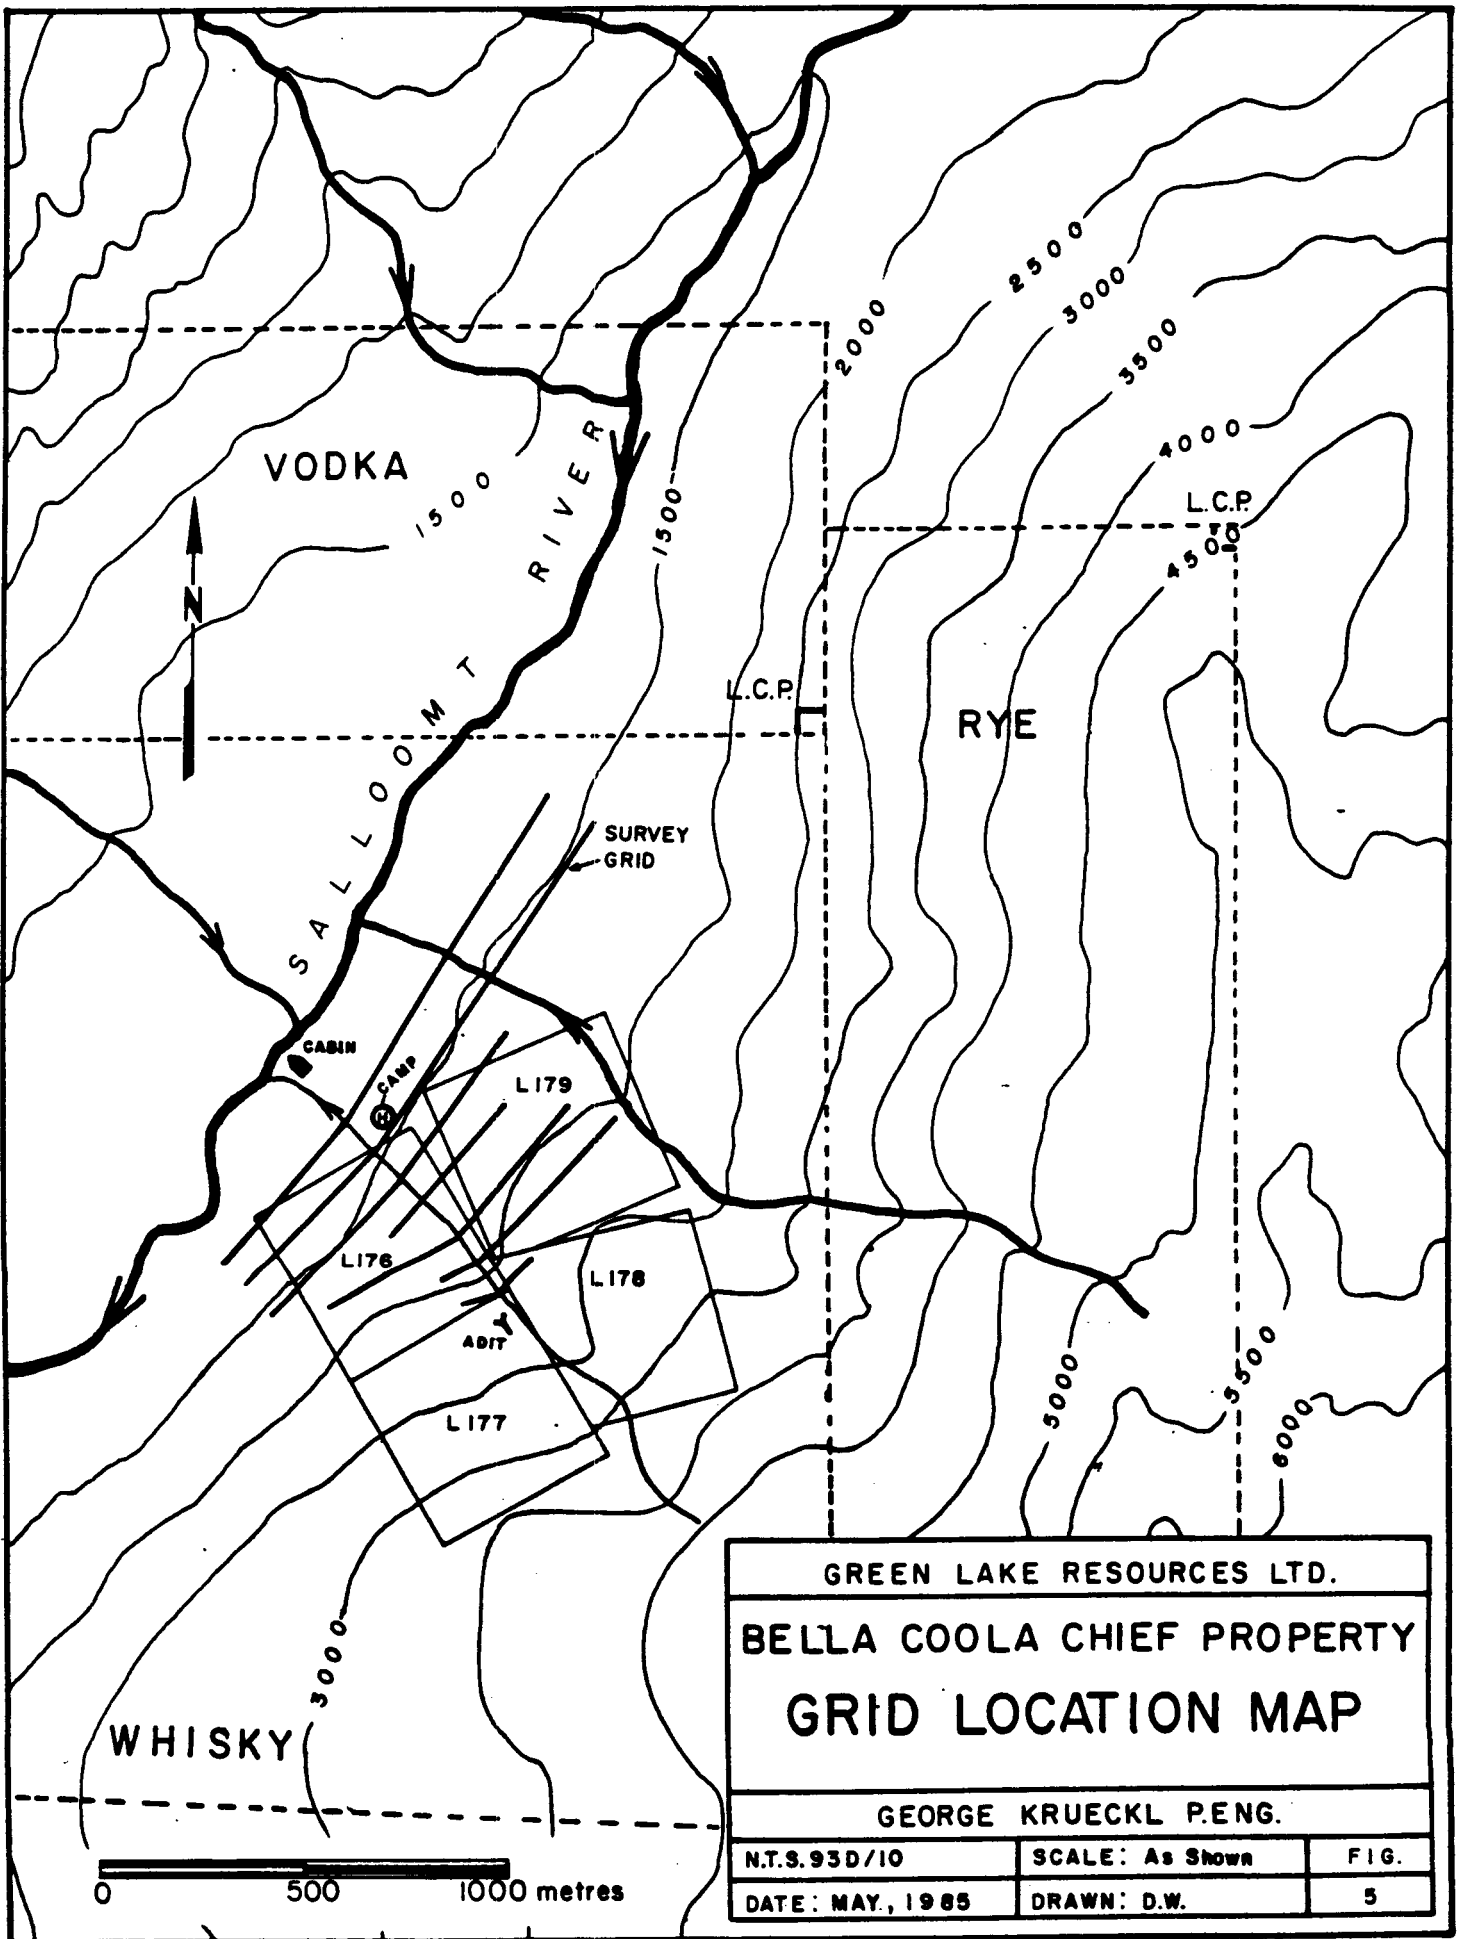 2000
2500
3000
3500
4000
L.C.P.
4500
VODKA
1500
1500
N
SALLOOMT RIVER
L.C.P.
RYE
SURVEY
GRID
CABIN
CAMP
H
L179
L176
L178
ADIT
L177
5000
5500
6000
3000
WHISKY
0 500 1000 metres
GREEN LAKE RESOURCES LTD.
BELLA COOLA CHIEF PROPERTY
GRID LOCATION MAP
GEORGE KRUECKL P.ENG.
N.T.S. 93D/10 SCALE: As Shown FIG.
DATE: MAY, 1985 DRAWN: D.W. 5